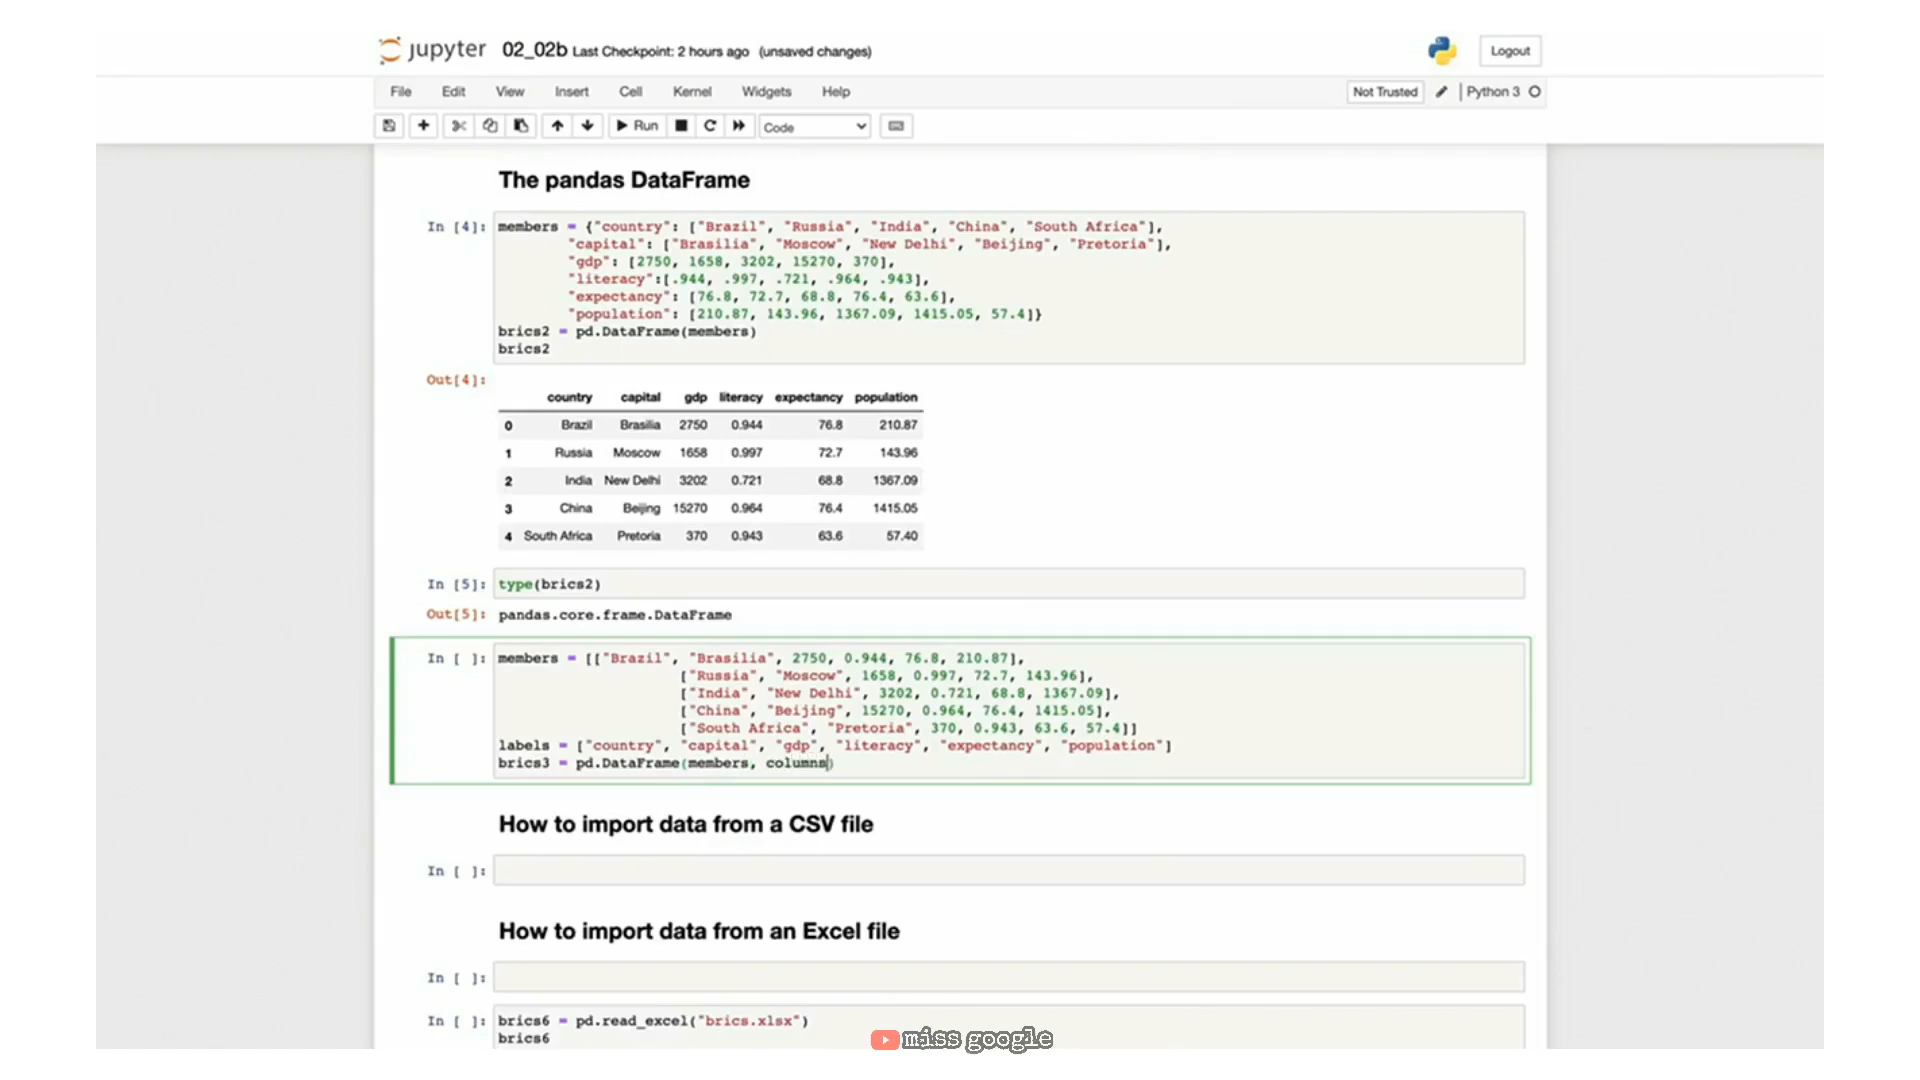 jupyter 02_02b Last Checkpoint: 2 hours ago (unsaved changes) Logout
File Edit View Insert Cell Kernel Widgets Help Not Trusted Python 3
Run Code
The pandas DataFrame
In [4]: members = {"country": ["Brazil", "Russia", "India", "China", "South Africa"],
"capital": ["Brasilia", "Moscow", "New Delhi", "Beijing", "Pretoria"],
"gdp": [2750, 1658, 3202, 15270, 370],
"literacy":[.944, .997, .721, .964, .943],
"expectancy": [76.8, 72.7, 68.8, 76.4, 63.6],
"population": [210.87, 143.96, 1367.09, 1415.05, 57.4]}
brics2 = pd.DataFrame(members)
brics2
Out[4]:
country capital gdp literacy expectancy population
0 Brazil Brasilia 2750 0.944 76.8 210.87
1 Russia Moscow 1658 0.997 72.7 143.96
2 India New Delhi 3202 0.721 68.8 1367.09
3 China Beijing 15270 0.964 76.4 1415.05
4 South Africa Pretoria 370 0.943 63.6 57.40
In [5]: type(brics2)
Out[5]: pandas.core.frame.DataFrame
In [ ]: members = [["Brazil", "Brasilia", 2750, 0.944, 76.8, 210.87],
["Russia", "Moscow", 1658, 0.997, 72.7, 143.96],
["India", "New Delhi", 3202, 0.721, 68.8, 1367.09],
["China", "Beijing", 15270, 0.964, 76.4, 1415.05],
["South Africa", "Pretoria", 370, 0.943, 63.6, 57.4]]
labels = ["country", "capital", "gdp", "literacy", "expectancy", "population"]
brics3 = pd.DataFrame(members, columns)
How to import data from a CSV file
In [ ]:
How to import data from an Excel file
In [ ]:
In [ ]: brics6 = pd.read_excel("brics.xlsx")
brics6
miss google